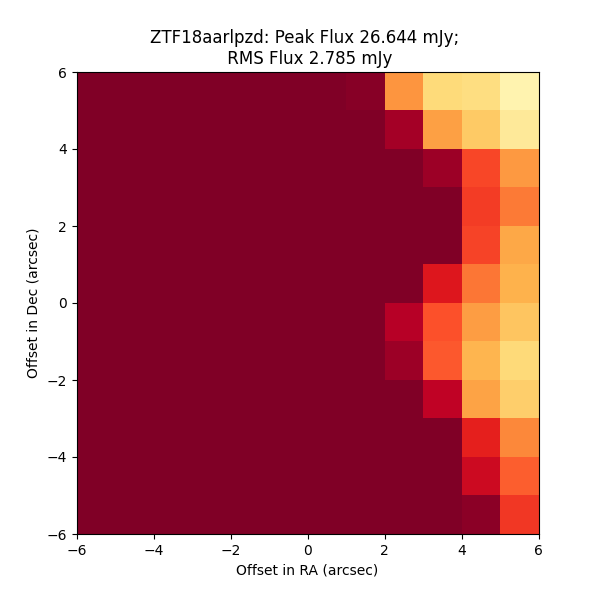 ZTF18aarlpzd: Peak Flux 26.644 mJy;
RMS Flux 2.785 mJy
6
4
2
0
−2
−4
−6
Offset in Dec (arcsec)
−6 −4 −2 0 2 4 6
Offset in RA (arcsec)